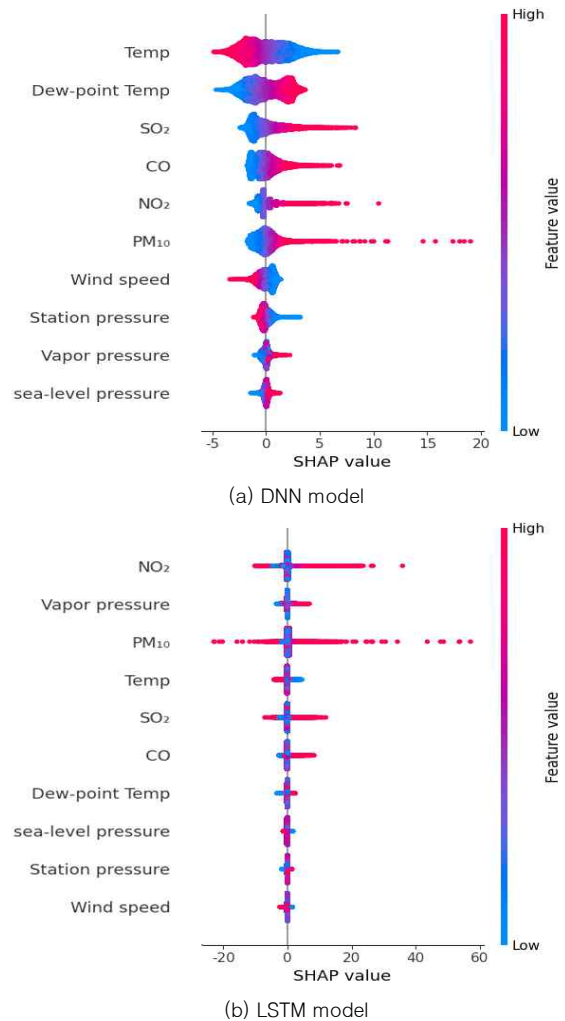 High
Temp
Dew-point Temp
SO₂
CO
NO₂
PM₁₀
Wind speed
Station pressure
Vapor pressure
sea-level pressure
Feature value
Low
-5 0 5 10 15 20
SHAP value
(a) DNN model
High
NO₂
Vapor pressure
PM₁₀
Temp
SO₂
CO
Dew-point Temp
sea-level pressure
Station pressure
Wind speed
Feature value
Low
-20 0 20 40 60
SHAP value
(b) LSTM model